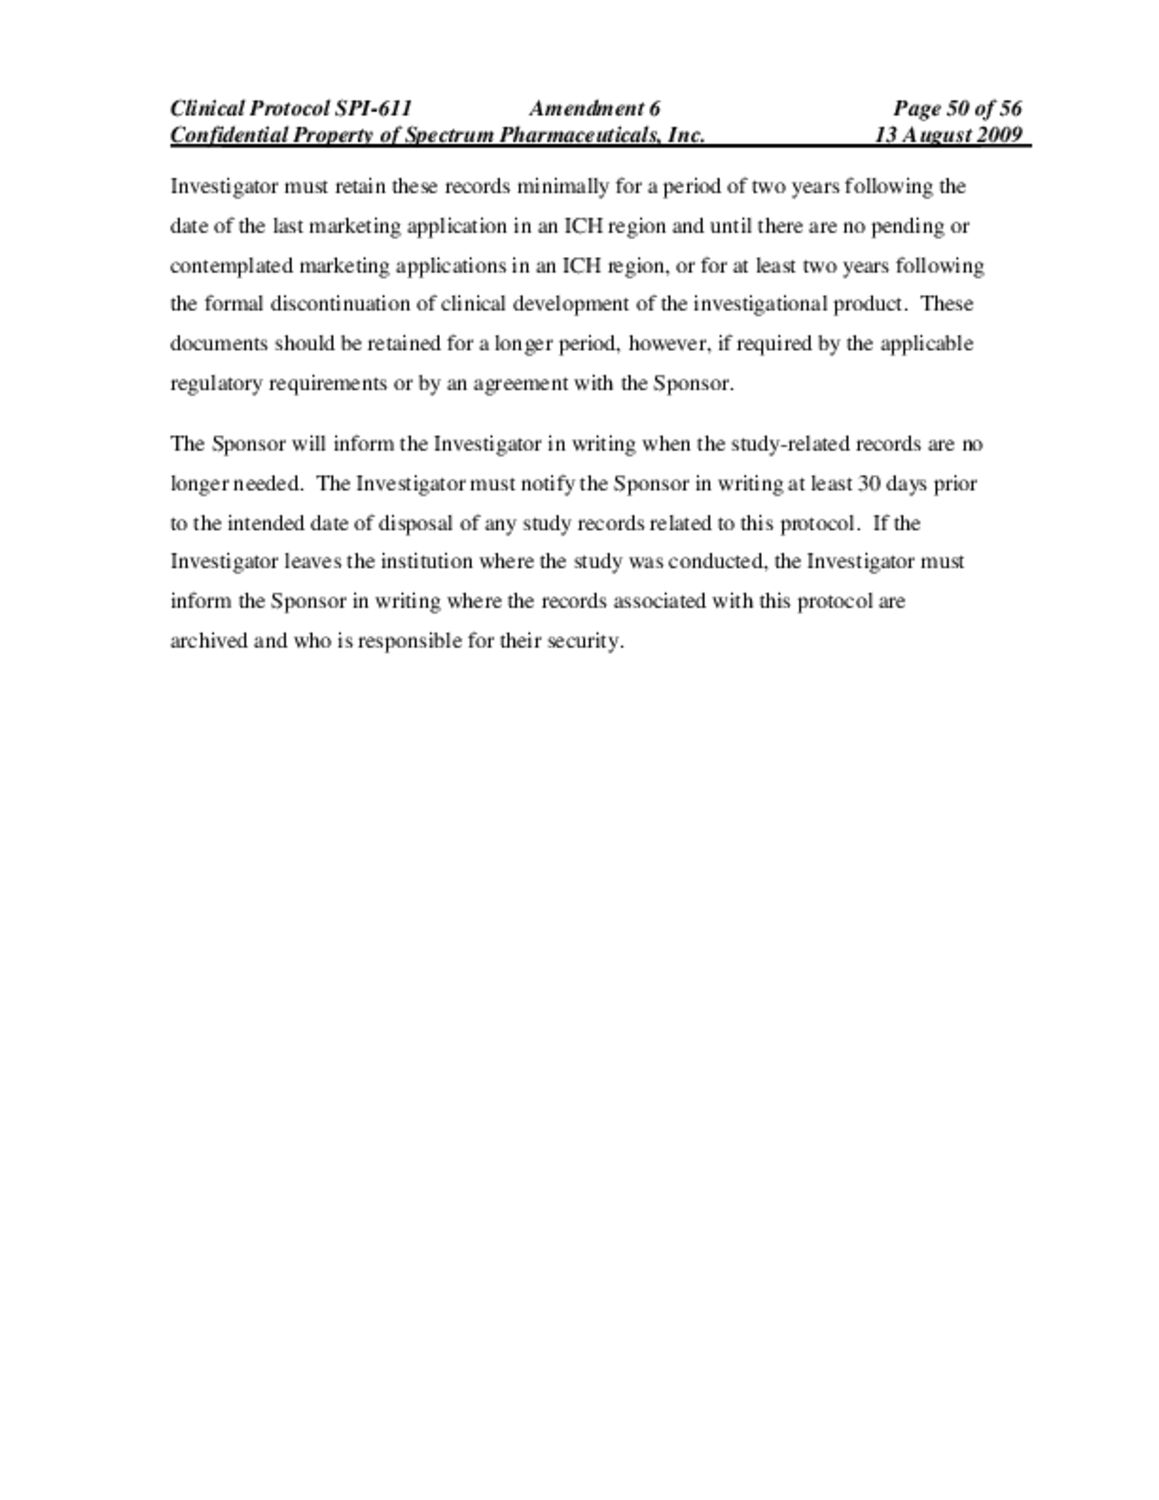 Clinical Protocol SPI-611 Amendment 6 Page 50 of 56
Confidential Property of Spectrum Pharmaceuticals, Inc. 13 August 2009
Investigator must retain these records minimally for a period of two years following the
date of the last marketing application in an ICH region and until there are no pending or
contemplated marketing applications in an ICH region, or for at least two years following
the formal discontinuation of clinical development of the investigational product. These
documents should be retained for a longer period, however, if required by the applicable
regulatory requirements or by an agreement with the Sponsor.
The Sponsor will inform the Investigator in writing when the study-related records are no
longer needed. The Investigator must notify the Sponsor in writing at least 30 days prior
to the intended date of disposal of any study records related to this protocol. If the
Investigator leaves the institution where the study was conducted, the Investigator must
inform the Sponsor in writing where the records associated with this protocol are
archived and who is responsible for their security.